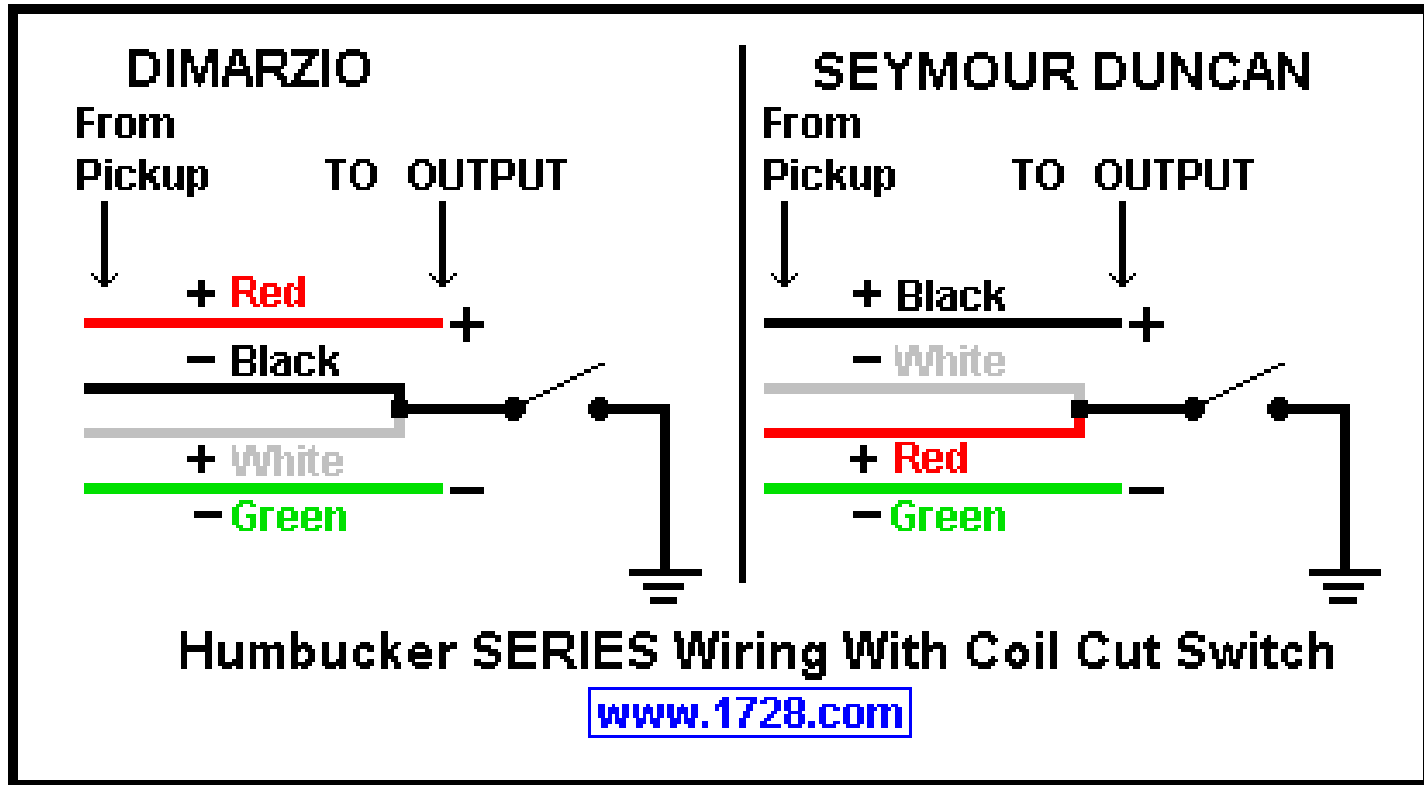 DIMARZIO
From
Pickup TO OUTPUT
+ Red
+
− Black
+ White
−
− Green
SEYMOUR DUNCAN
From
Pickup TO OUTPUT
+ Black
+
− White
+ Red
−
− Green
Humbucker SERIES Wiring With Coil Cut Switch
www.1728.com